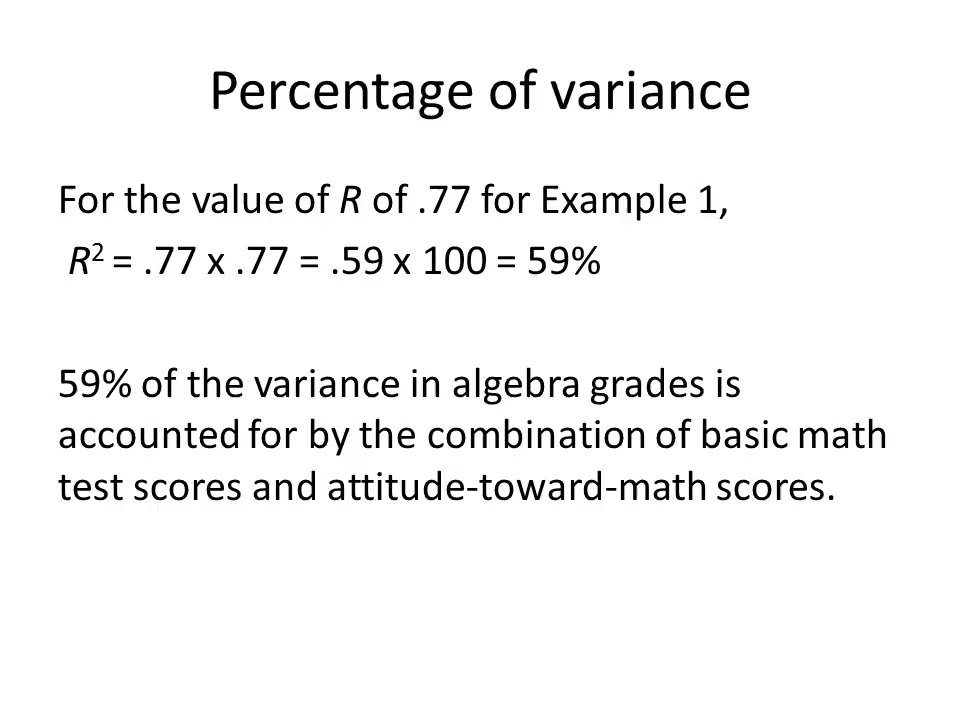 Percentage of variance
For the value of R of .77 for Example 1,
R² = .77 x .77 = .59 x 100 = 59%
59% of the variance in algebra grades is
accounted for by the combination of basic math
test scores and attitude-toward-math scores.